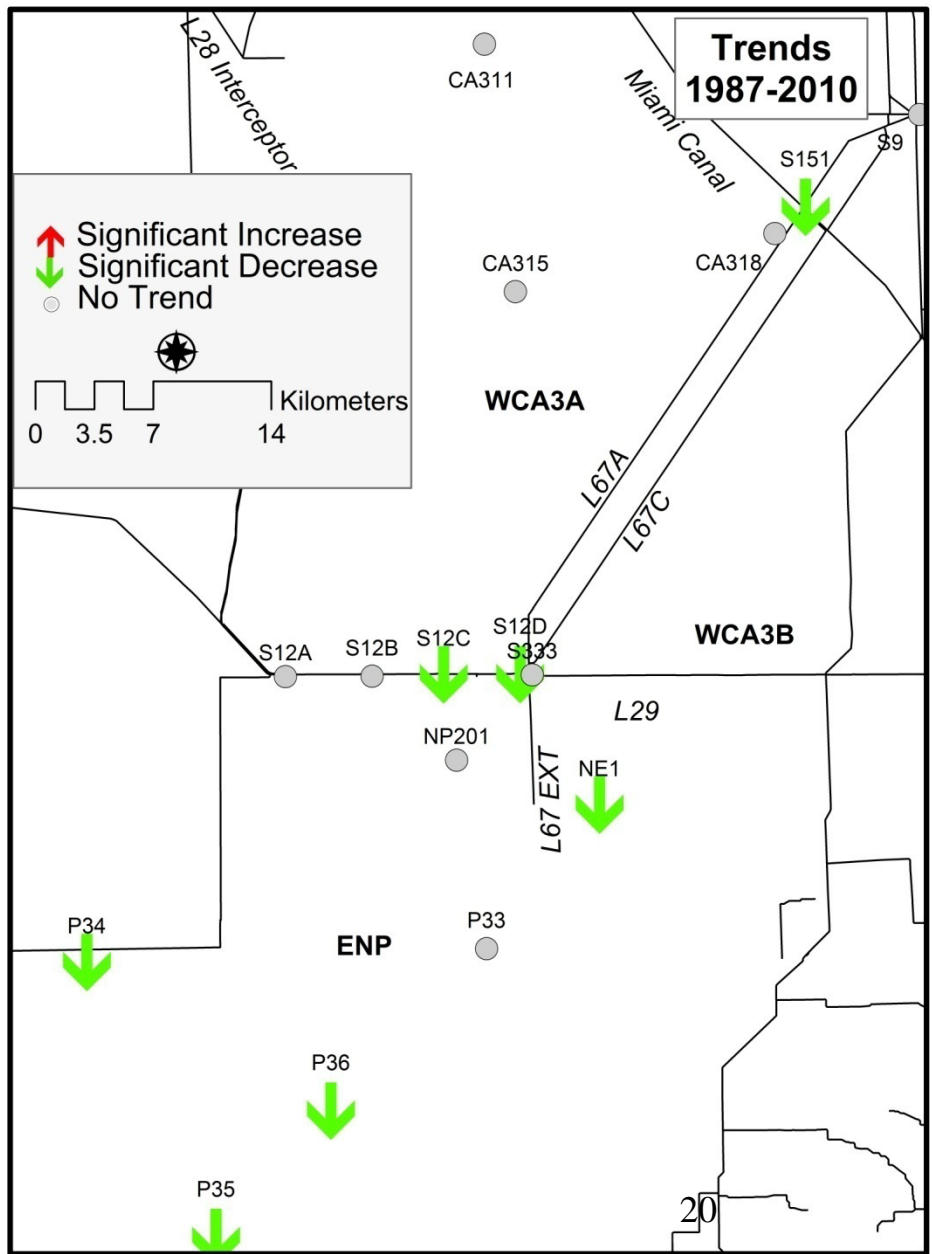 Trends
1987-2010
L28 Interceptor
CA311
Miami Canal
S9
S151
Significant Increase
Significant Decrease
No Trend
Kilometers
0 3.5 7 14
CA315
CA318
WCA3A
L67A
L67C
WCA3B
S12A
S12B
S12C
S12D
S333
L29
NP201
L67 EXT
NE1
P34
P33
ENP
P36
P35
20